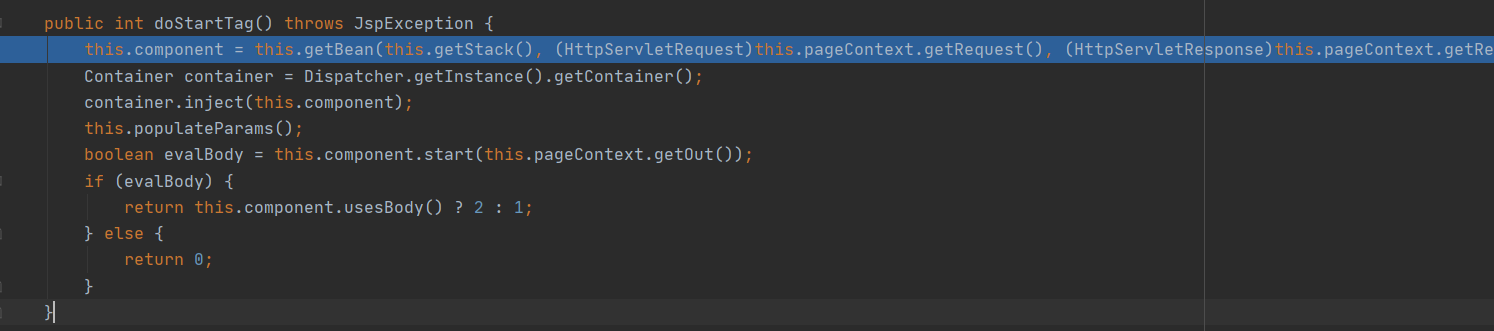 public int doStartTag() throws JspException {
    this.component = this.getBean(this.getStack(), (HttpServletRequest)this.pageContext.getRequest(), (HttpServletResponse)this.pageContext.getRe
    Container container = Dispatcher.getInstance().getContainer();
    container.inject(this.component);
    this.populateParams();
    boolean evalBody = this.component.start(this.pageContext.getOut());
    if (evalBody) {
        return this.component.usesBody() ? 2 : 1;
    } else {
        return 0;
    }
}